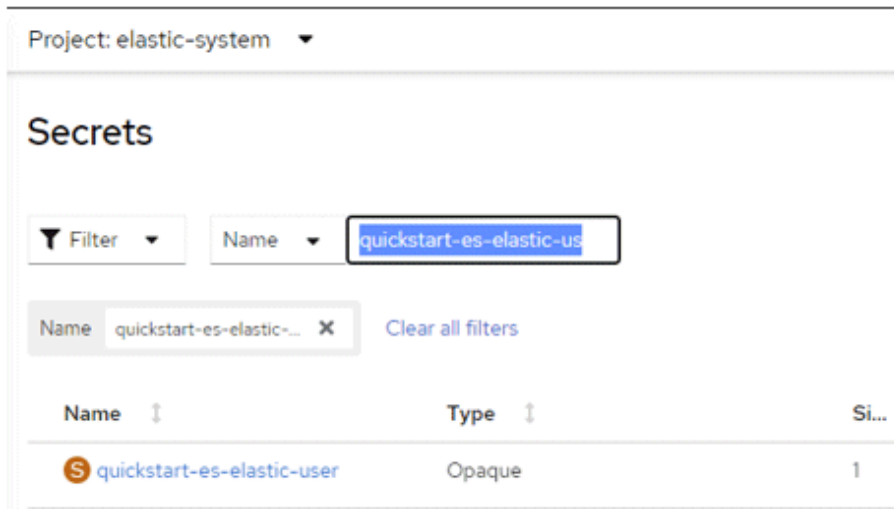 Project: elastic-system
Secrets
Filter Name quickstart-es-elastic-us
Name quickstart-es-elastic-... Clear all filters
Name Type Si...
S quickstart-es-elastic-user Opaque 1